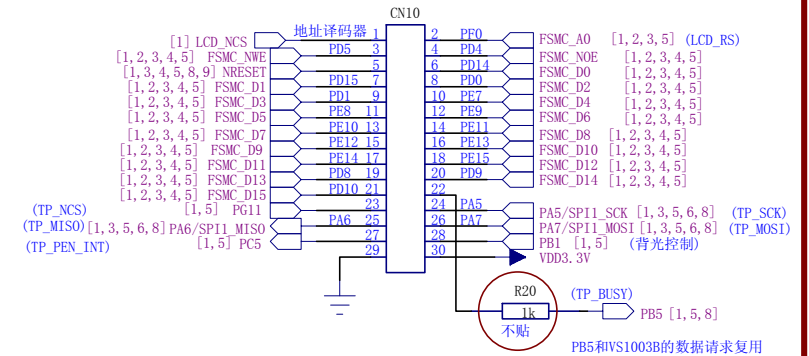 CN10
[1] LCD_NCS 地址译码器 1 2 PF0 FSMC_A0 [1,2,3,5] (LCD_RS)
[1,2,3,4,5] FSMC_NWE PD5 3 4 PD4 FSMC_NOE [1,2,3,4,5]
[1,3,4,5,8,9] NRESET 5 6 PD14 FSMC_D0 [1,2,3,4,5]
[1,2,3,4,5] FSMC_D1 PD15 7 8 PD0 FSMC_D2 [1,2,3,4,5]
[1,2,3,4,5] FSMC_D3 PD1 9 10 PE7 FSMC_D4 [1,2,3,4,5]
[1,2,3,4,5] FSMC_D5 PE8 11 12 PE9 FSMC_D6 [1,2,3,4,5]
[1,2,3,4,5] FSMC_D7 PE10 13 14 PE11 FSMC_D8 [1,2,3,4,5]
[1,2,3,4,5] FSMC_D9 PE12 15 16 PE13 FSMC_D10 [1,2,3,4,5]
[1,2,3,4,5] FSMC_D11 PE14 17 18 PE15 FSMC_D12 [1,2,3,4,5]
[1,2,3,4,5] FSMC_D13 PD8 19 20 PD9 FSMC_D14 [1,2,3,4,5]
[1,2,3,4,5] FSMC_D15 PD10 21 22
(TP_NCS) [1,5] PG11 23 24 PA5 PA5/SPI1_SCK [1,3,5,6,8] (TP_SCK)
(TP_MISO) [1,3,5,6,8] PA6/SPI1_MISO PA6 25 26 PA7 PA7/SPI1_MOSI [1,3,5,6,8] (TP_MOSI)
(TP_PEN_INT) [1,5] PC5 27 28 PB1 [1,5] (背光控制)
29 30 VDD3.3V
R20 (TP_BUSY)
1k PB5 [1,5,8]
不贴
PB5和VS1003B的数据请求复用